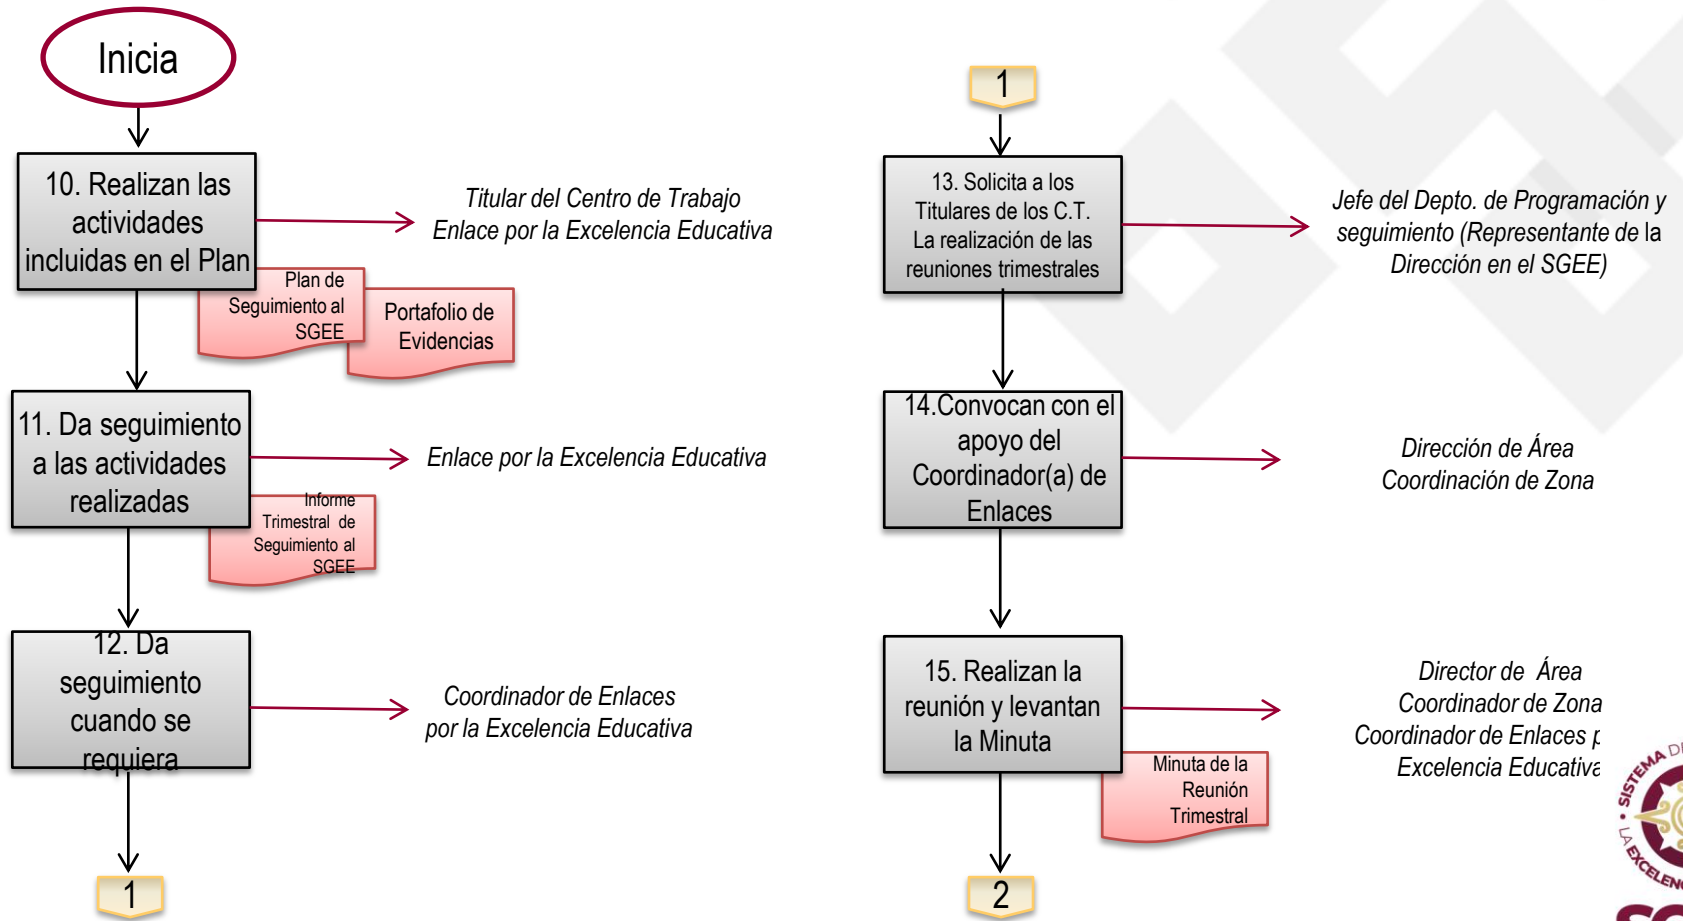 Inicia
10. Realizan las
actividades
incluidas en el Plan
Titular del Centro de Trabajo
Enlace por la Excelencia Educativa
Plan de
Seguimiento al
SGEE
Portafolio de
Evidencias
11. Da seguimiento
a las actividades
realizadas
Enlace por la Excelencia Educativa
Informe
Trimestral de
Seguimiento al
SGEE
12. Da
seguimiento
cuando se
requiera
Coordinador de Enlaces
por la Excelencia Educativa
1
1
13. Solicita a los
Titulares de los C.T.
La realización de las
reuniones trimestrales
Jefe del Depto. de Programación y
seguimiento (Representante de la
Dirección en el SGEE)
14.Convocan con el
apoyo del
Coordinador(a) de
Enlaces
Dirección de Área
Coordinación de Zona
15. Realizan la
reunión y levantan
la Minuta
Director de Área
Coordinador de Zona
Coordinador de Enlaces
Excelencia Educativa
Minuta de la
Reunión
Trimestral
2
SISTEMA
LA